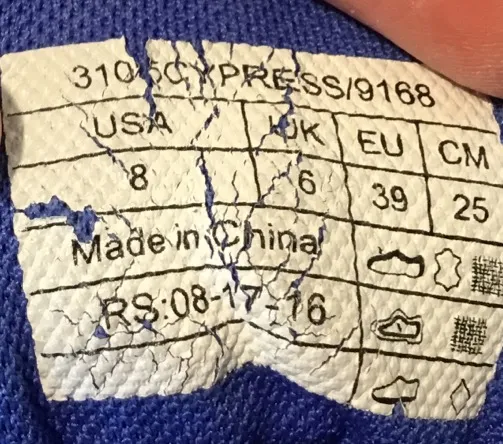 3105CYPRESS/9168
USA UK EU CM
8 6 39 25
Made in China
RS:08-17-16